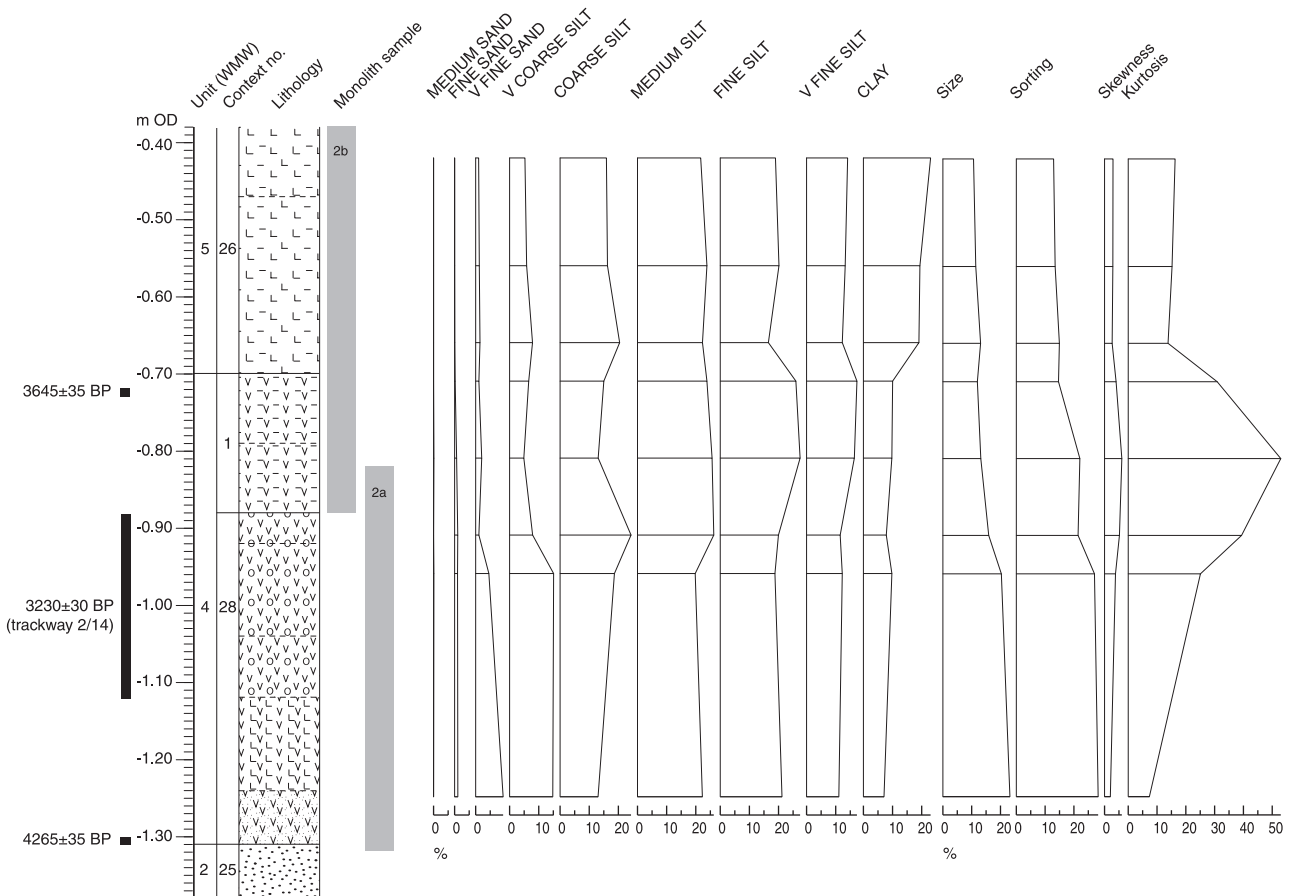 Unit (WMW)
Context no.
Lithology
Monolith sample
MEDIUM SAND
FINE SAND
V FINE SAND
V COARSE SILT
COARSE SILT
MEDIUM SILT
FINE SILT
V FINE SILT
CLAY
Size
Sorting
Skewness
Kurtosis
m OD
-0.40
2b
-0.50
5 26
-0.60
-0.70
3645±35 BP
-0.80
1
2a
-0.90
3230±30 BP
(trackway 2/14)
-1.00
4 28
-1.10
-1.20
4265±35 BP
-1.30
2 25
0 0 0 0 10 0 10 20 0 10 20 0 10 20 0 10 0 10 20 0 10 20 0 10 20 0 0 10 20 30 40 50
% %